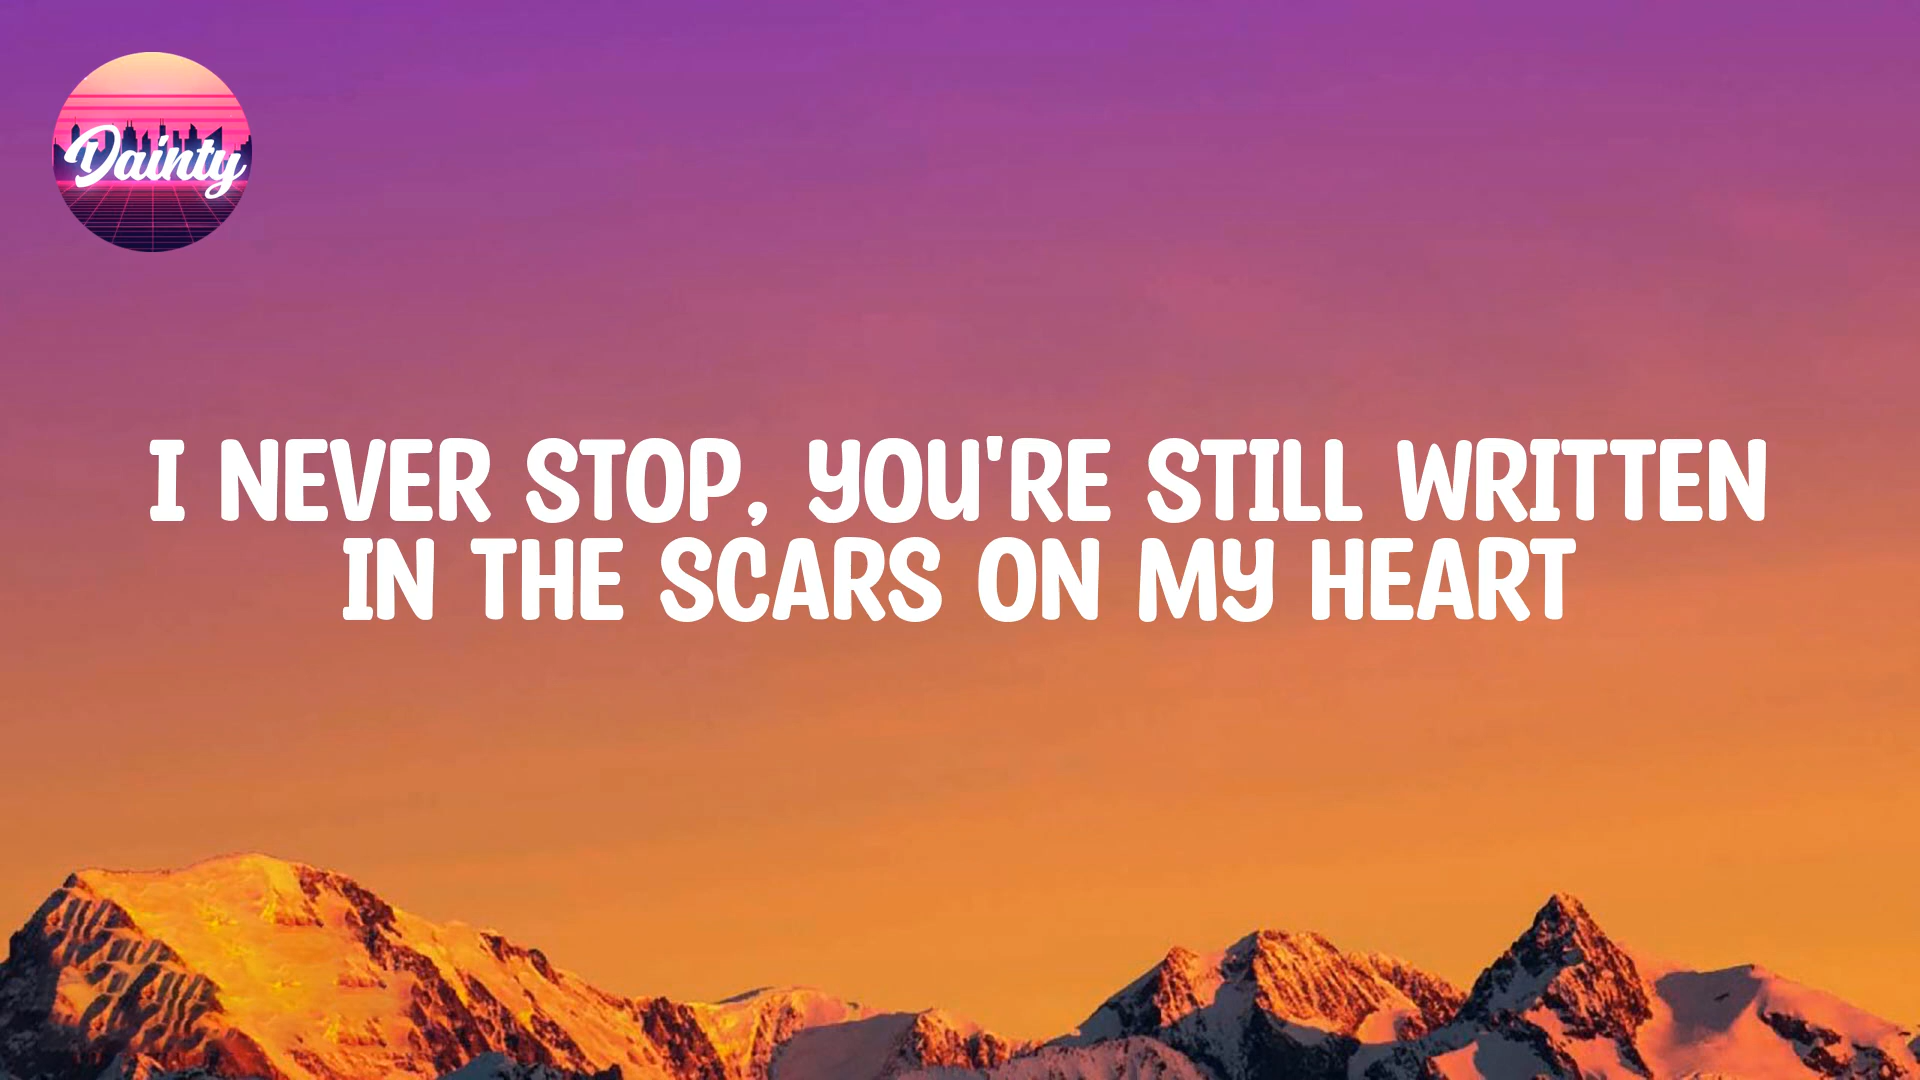 Dainty
I NEVER STOP, YOU'RE STILL WRITTEN
IN THE SCARS ON MY HEART